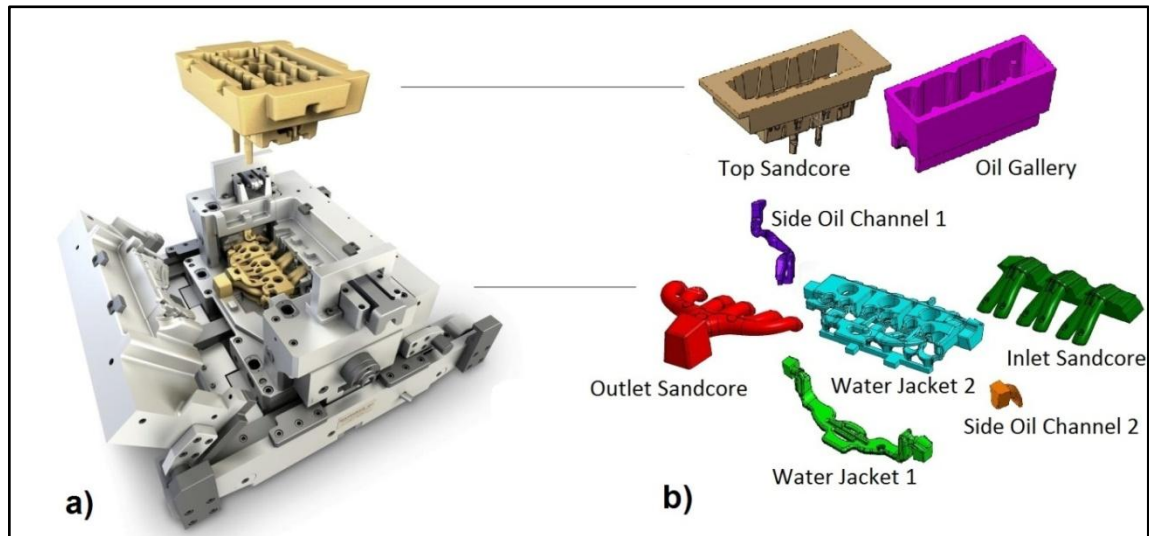 Top Sandcore
Oil Gallery
Side Oil Channel 1
Outlet Sandcore
Water Jacket 2
Inlet Sandcore
Side Oil Channel 2
Water Jacket 1
a)
b)